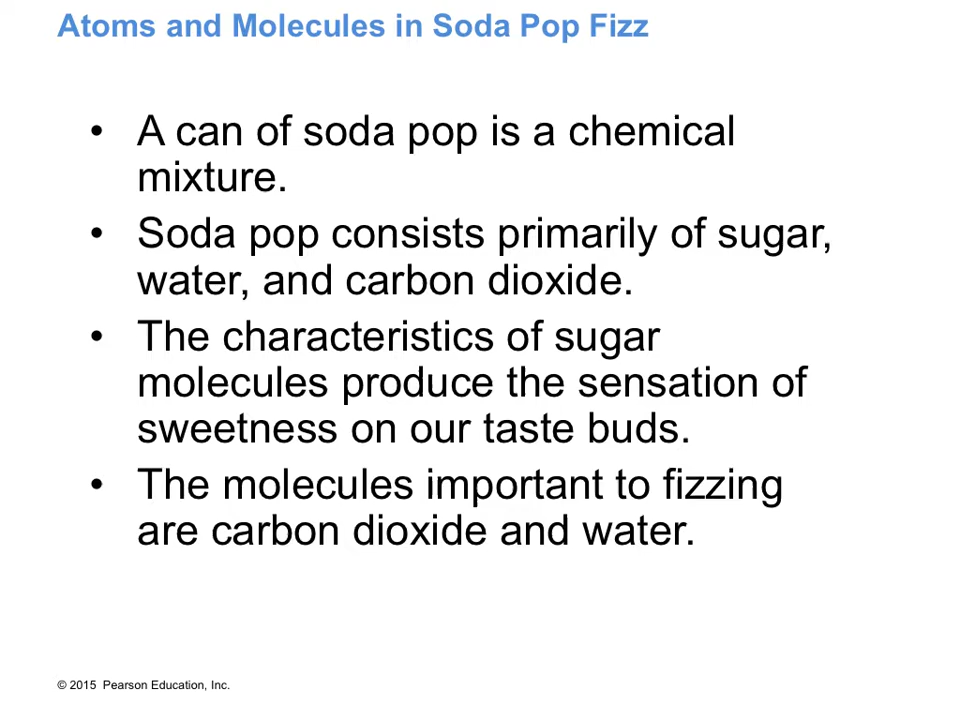 Atoms and Molecules in Soda Pop Fizz
• A can of soda pop is a chemical
mixture.
• Soda pop consists primarily of sugar,
water, and carbon dioxide.
• The characteristics of sugar
molecules produce the sensation of
sweetness on our taste buds.
• The molecules important to fizzing
are carbon dioxide and water.
© 2015 Pearson Education, Inc.